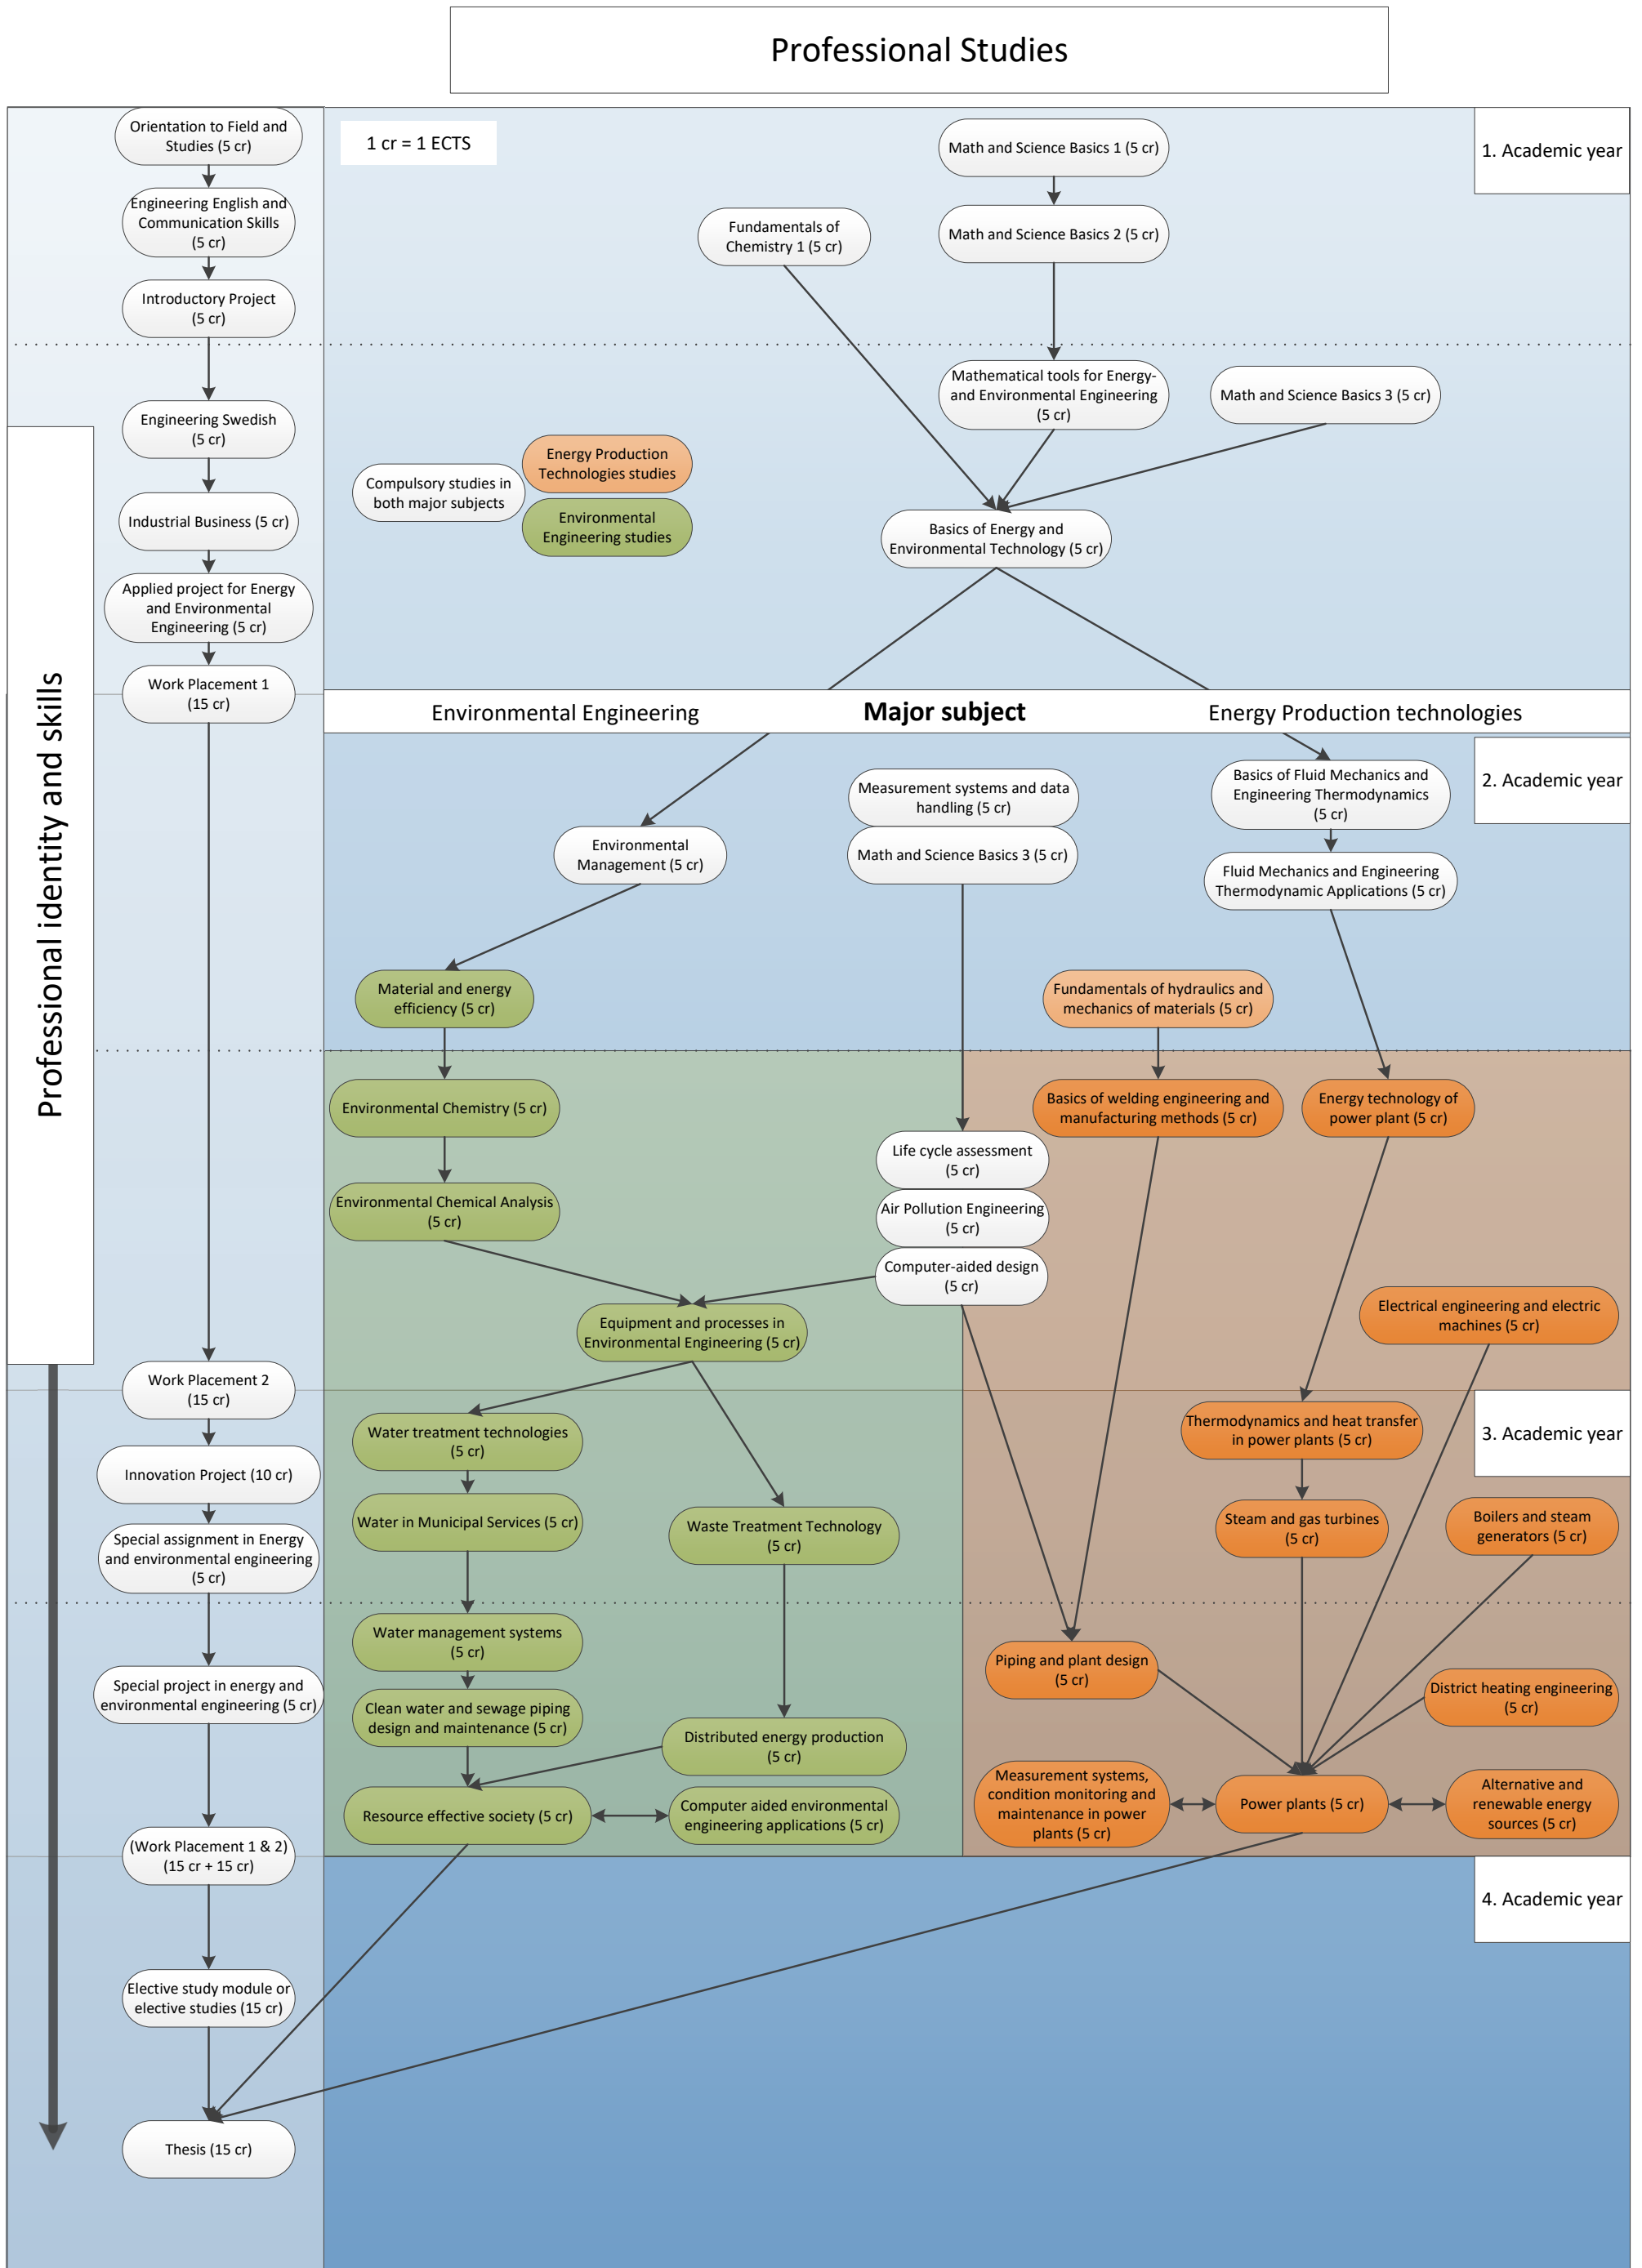 Professional Studies
Orientation to Field and
Studies (5 cr)
Engineering English and
Communication Skills
(5 cr)
Introductory Project
(5 cr)
Engineering Swedish
(5 cr)
Industrial Business (5 cr)
Applied project for Energy
and Environmental
Engineering (5 cr)
Work Placement 1
(15 cr)
Professional identity and skills
Work Placement 2
(15 cr)
Innovation Project (10 cr)
Special assignment in Energy
and environmental engineering
(5 cr)
Special project in energy and
environmental engineering (5 cr)
(Work Placement 1 & 2)
(15 cr + 15 cr)
Elective study module or
elective studies (15 cr)
Thesis (15 cr)
1 cr = 1 ECTS
1. Academic year
Math and Science Basics 1 (5 cr)
Fundamentals of
Chemistry 1 (5 cr)
Math and Science Basics 2 (5 cr)
Mathematical tools for Energy-
and Environmental Engineering
(5 cr)
Math and Science Basics 3 (5 cr)
Compulsory studies in
both major subjects
Energy Production
Technologies studies
Environmental
Engineering studies
Basics of Energy and
Environmental Technology (5 cr)
Environmental Engineering
Major subject
Energy Production technologies
2. Academic year
Environmental
Management (5 cr)
Measurement systems and data
handling (5 cr)
Math and Science Basics 3 (5 cr)
Basics of Fluid Mechanics and
Engineering Thermodynamics
(5 cr)
Fluid Mechanics and Engineering
Thermodynamic Applications (5 cr)
Material and energy
efficiency (5 cr)
Fundamentals of hydraulics and
mechanics of materials (5 cr)
Environmental Chemistry (5 cr)
Basics of welding engineering and
manufacturing methods (5 cr)
Energy technology of
power plant (5 cr)
Life cycle assessment
(5 cr)
Environmental Chemical Analysis
(5 cr)
Air Pollution Engineering
(5 cr)
Computer-aided design
(5 cr)
Equipment and processes in
Environmental Engineering (5 cr)
Electrical engineering and electric
machines (5 cr)
3. Academic year
Water treatment technologies
(5 cr)
Thermodynamics and heat transfer
in power plants (5 cr)
Water in Municipal Services (5 cr)
Waste Treatment Technology
(5 cr)
Steam and gas turbines
(5 cr)
Boilers and steam
generators (5 cr)
Water management systems
(5 cr)
Piping and plant design
(5 cr)
Clean water and sewage piping
design and maintenance (5 cr)
District heating engineering
(5 cr)
Distributed energy production
(5 cr)
Resource effective society (5 cr)
Computer aided environmental
engineering applications (5 cr)
Measurement systems,
condition monitoring and
maintenance in power
plants (5 cr)
Power plants (5 cr)
Alternative and
renewable energy
sources (5 cr)
4. Academic year